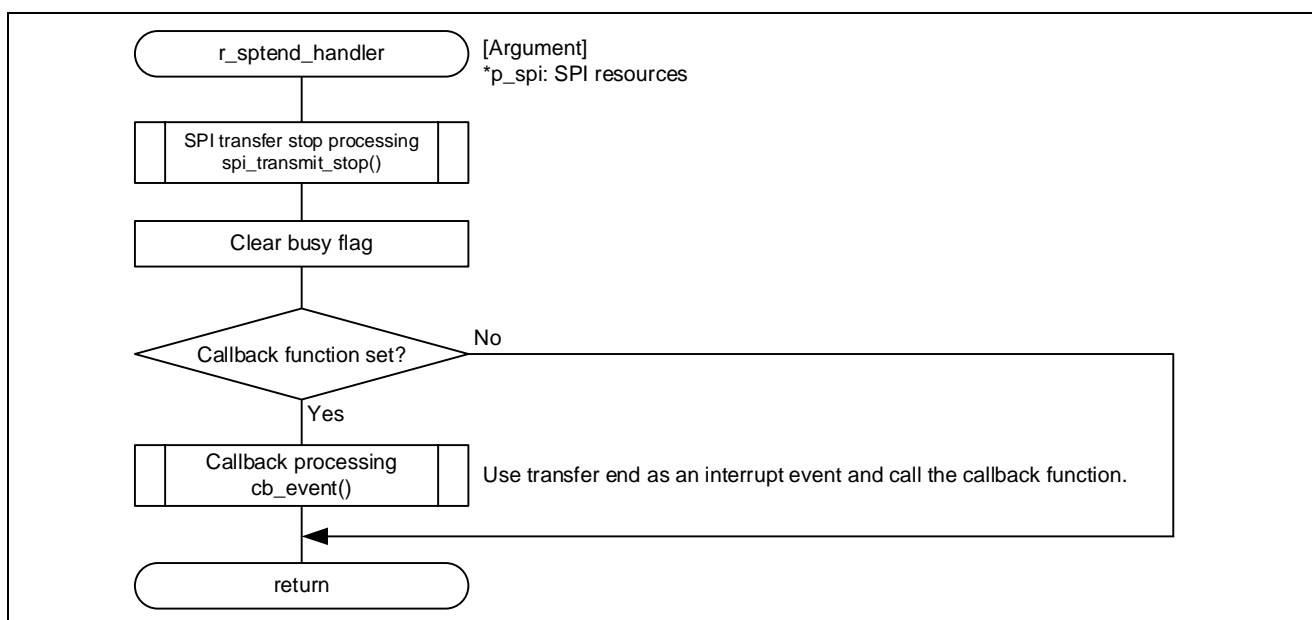 r_sptend_handler
[Argument]
*p_spi: SPI resources
SPI transfer stop processing
spi_transmit_stop()
Clear busy flag
Callback function set?
No
Yes
Callback processing
cb_event()
Use transfer end as an interrupt event and call the callback function.
return